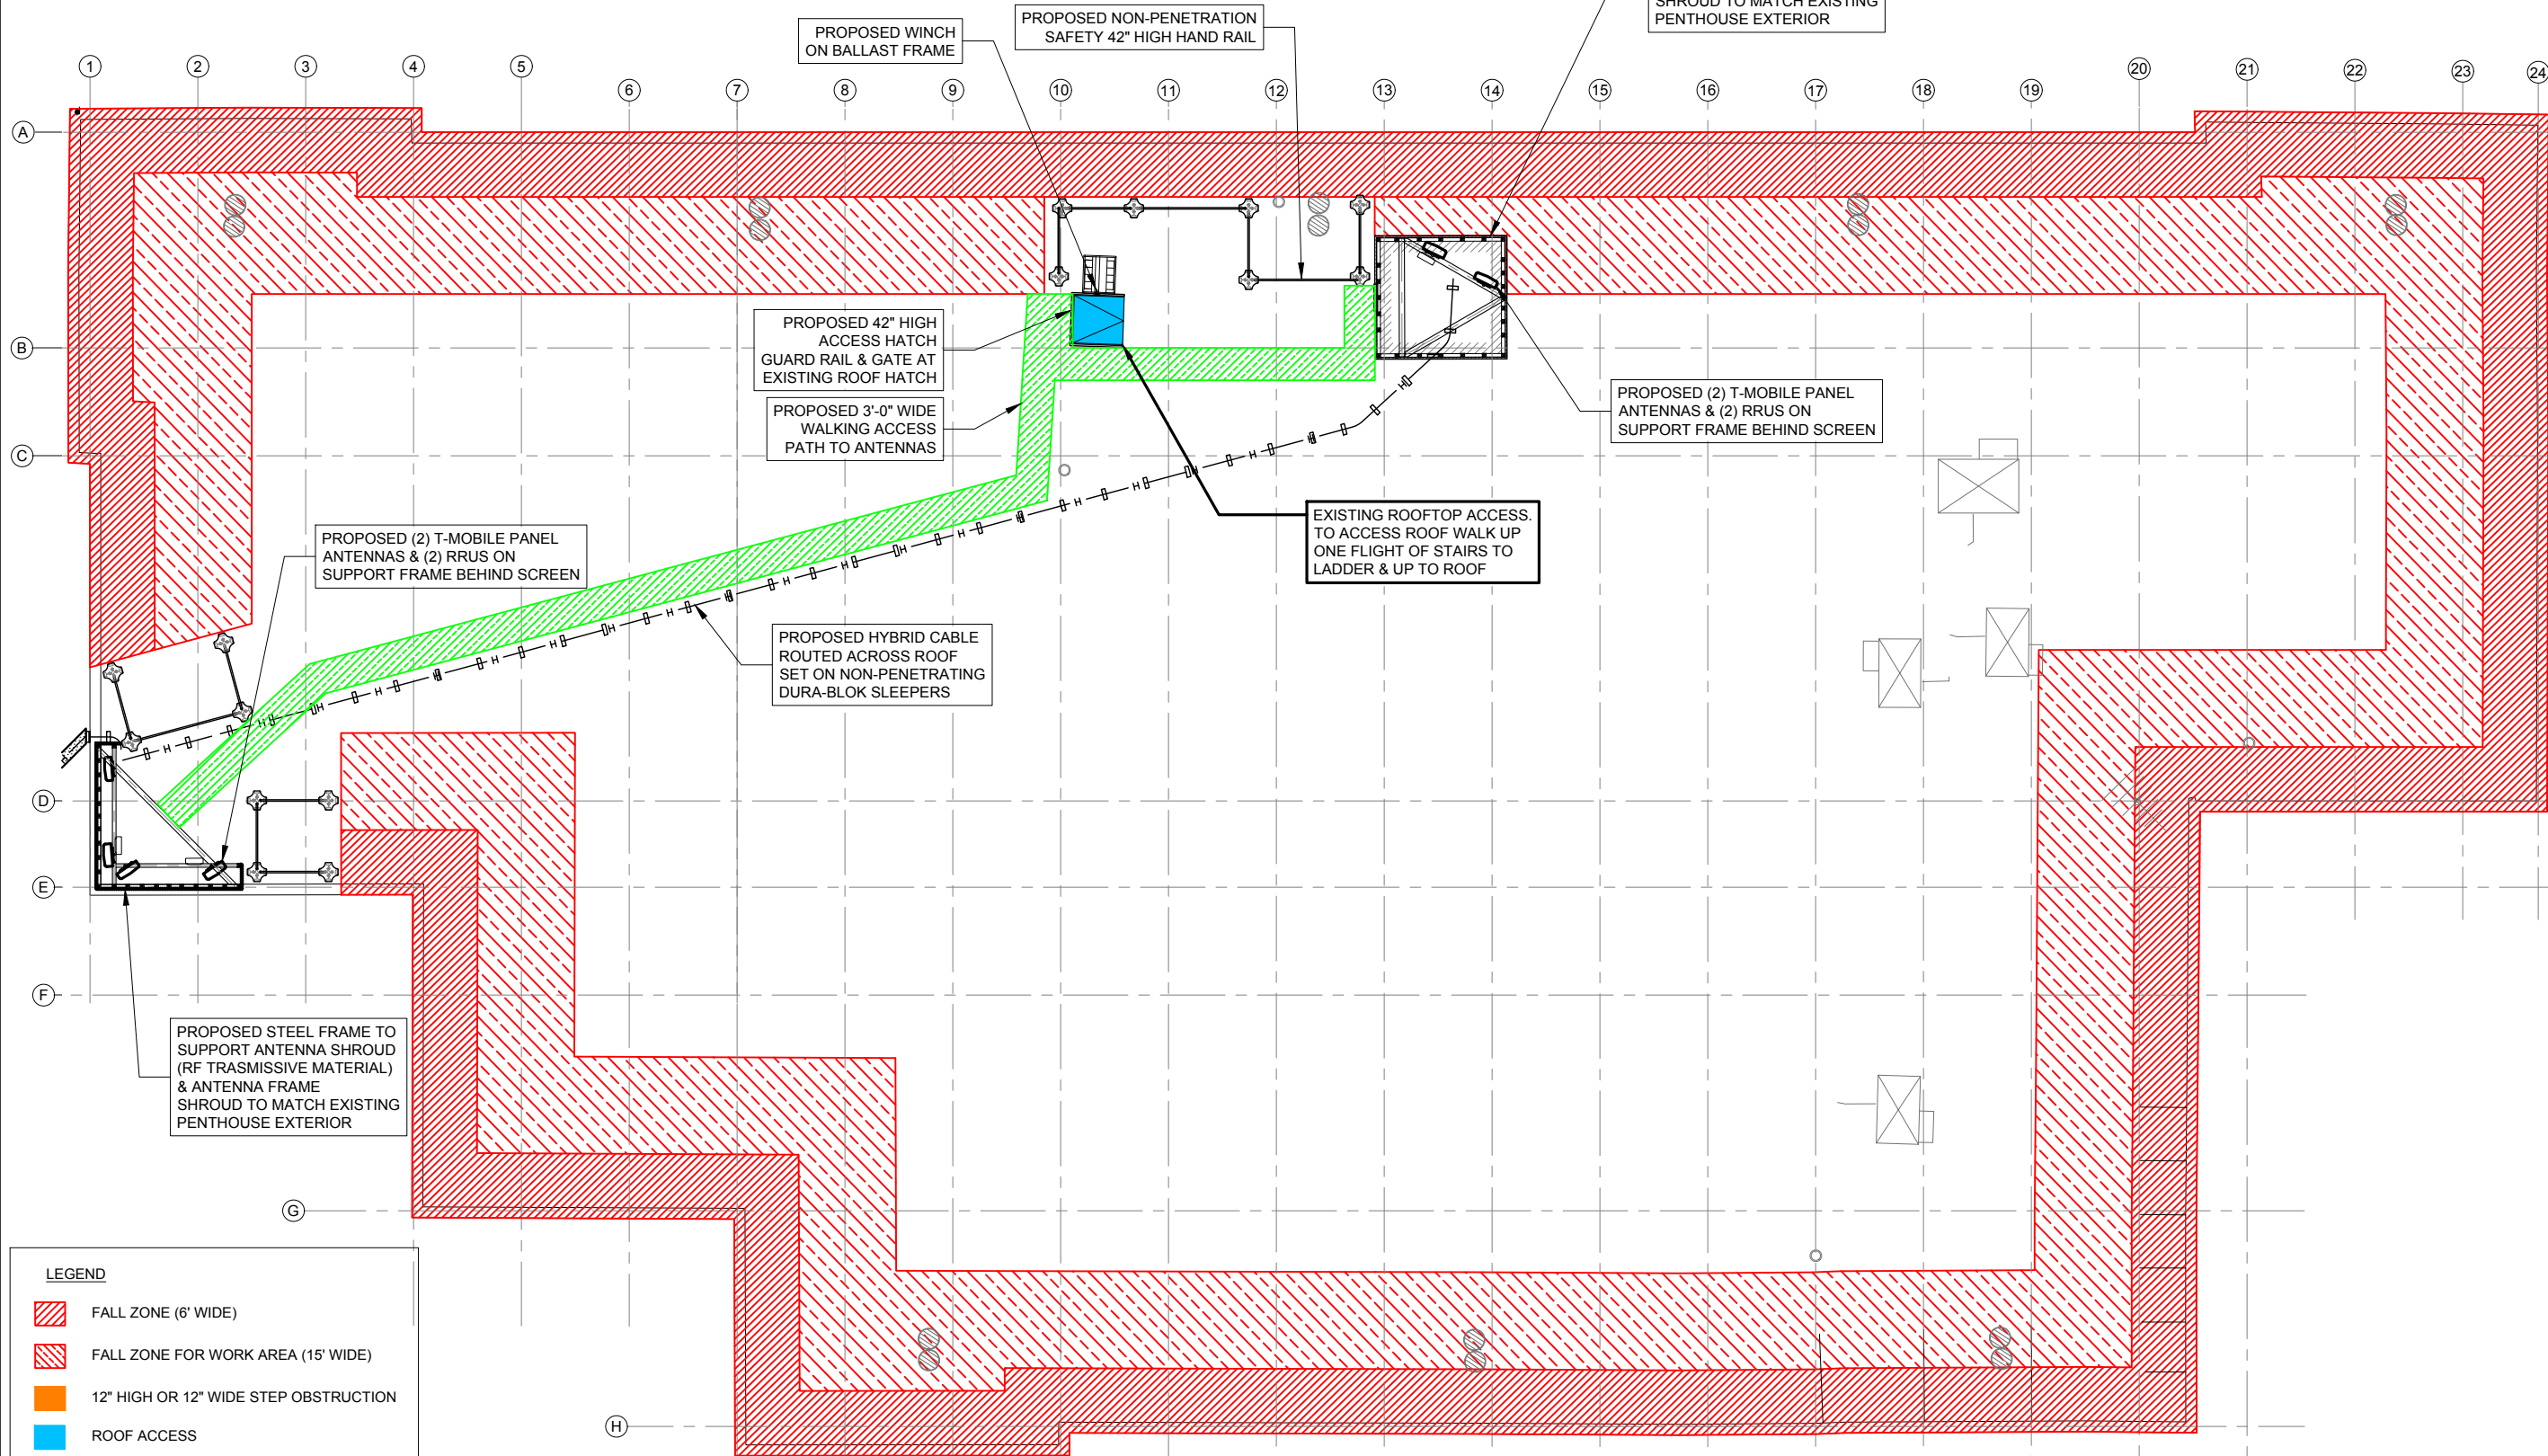 SHROUD TO MATCH EXISTING
PENTHOUSE EXTERIOR
PROPOSED NON-PENETRATION
SAFETY 42" HIGH HAND RAIL
PROPOSED WINCH
ON BALLAST FRAME
1
2
3
4
5
6
7
8
9
10
11
12
13
14
15
16
17
18
19
20
21
22
23
24
A
B
C
D
E
F
G
H
PROPOSED 42" HIGH
ACCESS HATCH
GUARD RAIL & GATE AT
EXISTING ROOF HATCH
PROPOSED 3'-0" WIDE
WALKING ACCESS
PATH TO ANTENNAS
PROPOSED (2) T-MOBILE PANEL
ANTENNAS & (2) RRUS ON
SUPPORT FRAME BEHIND SCREEN
EXISTING ROOFTOP ACCESS.
TO ACCESS ROOF WALK UP
ONE FLIGHT OF STAIRS TO
LADDER & UP TO ROOF
PROPOSED (2) T-MOBILE PANEL
ANTENNAS & (2) RRUS ON
SUPPORT FRAME BEHIND SCREEN
PROPOSED HYBRID CABLE
ROUTED ACROSS ROOF
SET ON NON-PENETRATING
DURA-BLOK SLEEPERS
PROPOSED STEEL FRAME TO
SUPPORT ANTENNA SHROUD
(RF TRASMISSIVE MATERIAL)
& ANTENNA FRAME
SHROUD TO MATCH EXISTING
PENTHOUSE EXTERIOR
LEGEND
FALL ZONE (6' WIDE)
FALL ZONE FOR WORK AREA (15' WIDE)
12" HIGH OR 12" WIDE STEP OBSTRUCTION
ROOF ACCESS